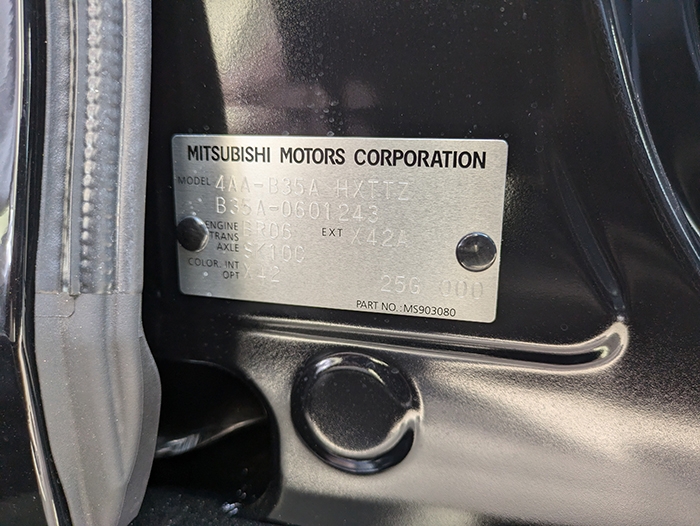 MITSUBISHI MOTORS CORPORATION
MODEL 4AA-B35A HXTTZ
B35A-0601243
ENGINE BR06 EXT X42A
TRANS
AXLE
COLOR: INT
OPT 25G 000
PART NO.:MS903080